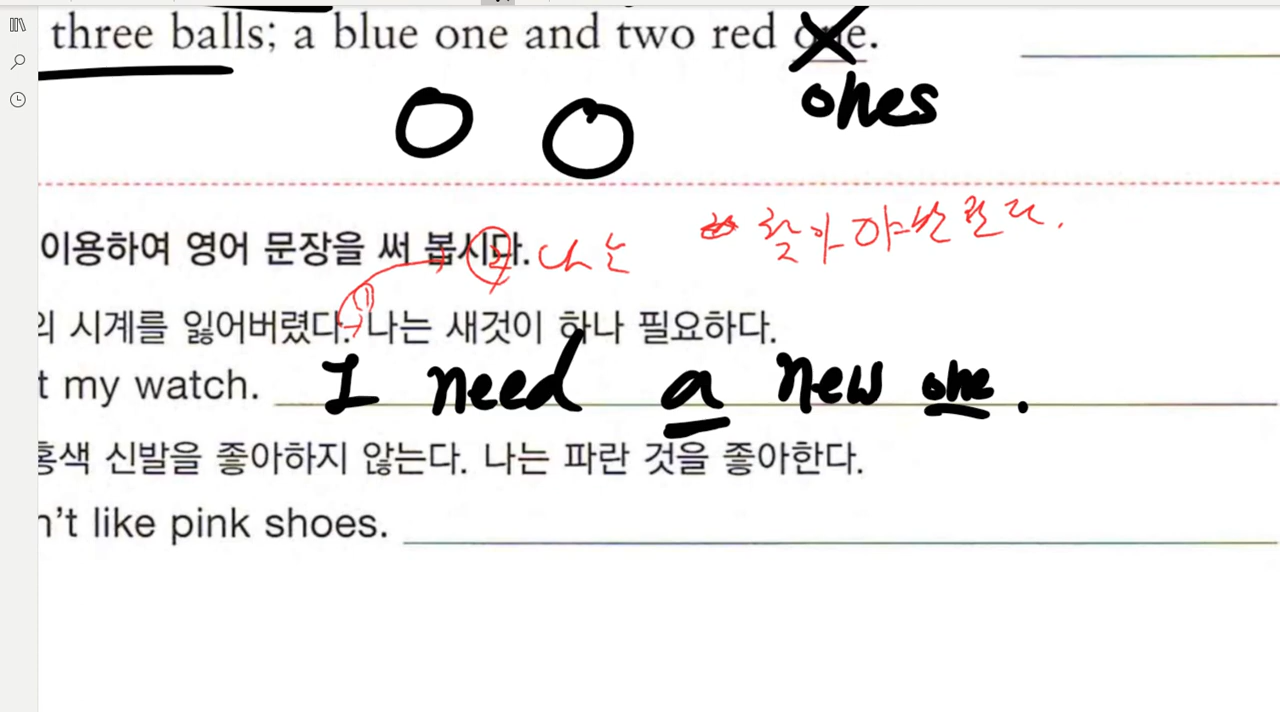 three balls; a blue one and two red one.
ones
이용하여 영어 문장을 써 봅시다. 나는 찾아야만 한다.
의 시계를 잃어버렸다. 나는 새것이 하나 필요하다.
t my watch. I need a new one.
홍색 신발을 좋아하지 않는다. 나는 파란 것을 좋아한다.
n't like pink shoes.